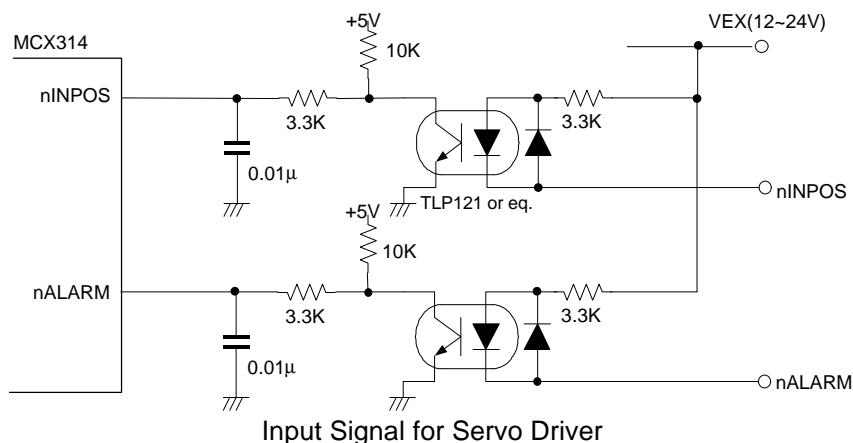 +5V
VEX(12~24V)
MCX314
10K
nINPOS
3.3K
3.3K
0.01μ
nINPOS
+5V
TLP121 or eq.
10K
nALARM
3.3K
3.3K
0.01μ
nALARM
Input Signal for Servo Driver